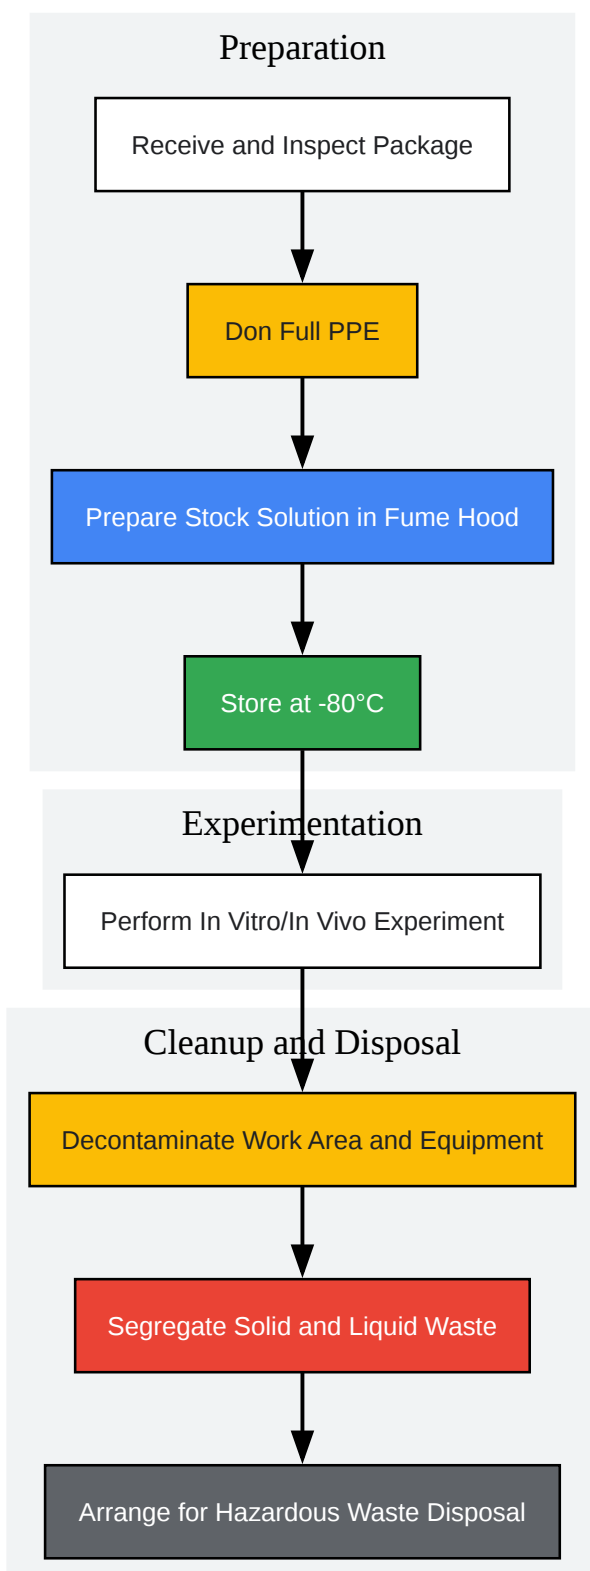 Preparation
Receive and Inspect Package
Don Full PPE
Prepare Stock Solution in Fume Hood
Store at -80°C
Experimentation
Perform In Vitro/In Vivo Experiment
Cleanup and Disposal
Decontaminate Work Area and Equipment
Segregate Solid and Liquid Waste
Arrange for Hazardous Waste Disposal